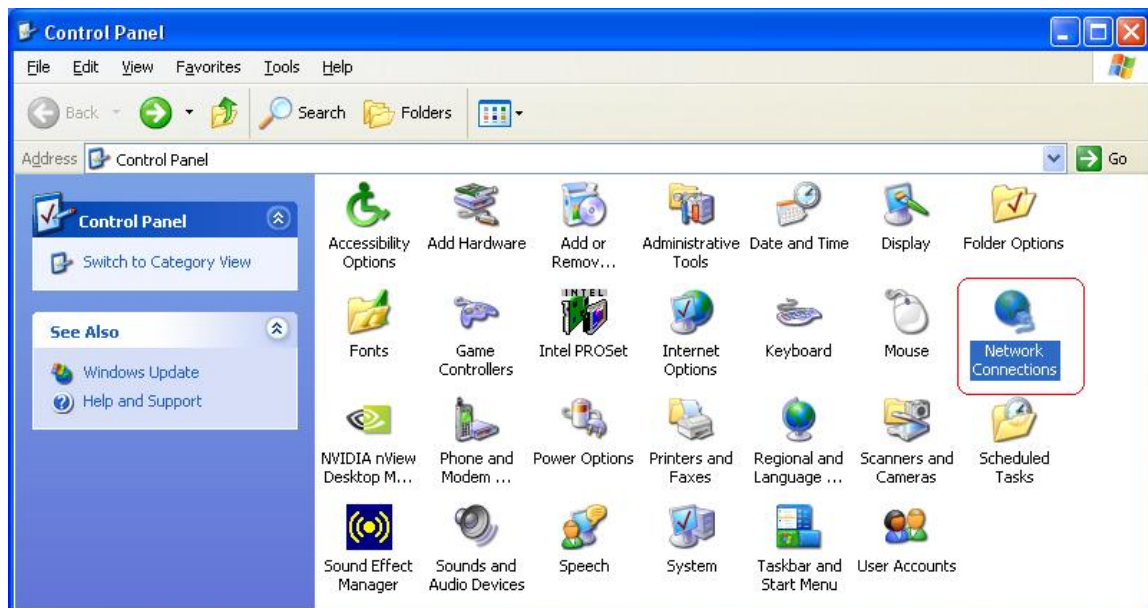 Control Panel
File Edit View Favorites Tools Help
Back Search Folders
Address Control Panel Go
Control Panel
Switch to Category View
See Also
Windows Update
Help and Support
Accessibility Options
Add Hardware
Add or Remov...
Administrative Tools
Date and Time
Display
Folder Options
Fonts
Game Controllers
INTEL
Intel PROSet
Internet Options
Keyboard
Mouse
Network Connections
NVIDIA nView Desktop M...
Phone and Modem ...
Power Options
Printers and Faxes
Regional and Language ...
Scanners and Cameras
Scheduled Tasks
Sound Effect Manager
Sounds and Audio Devices
Speech
System
Taskbar and Start Menu
User Accounts